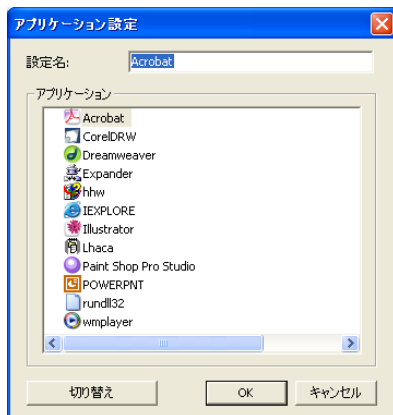 アプリケーション設定
設定名: Acrobat
アプリケーション
Acrobat
CorelDRW
Dreamweaver
Expander
hhw
IEXPLORE
Illustrator
Lhaca
Paint Shop Pro Studio
POWERPNT
rundll32
wmplayer
切り替え OK キャンセル